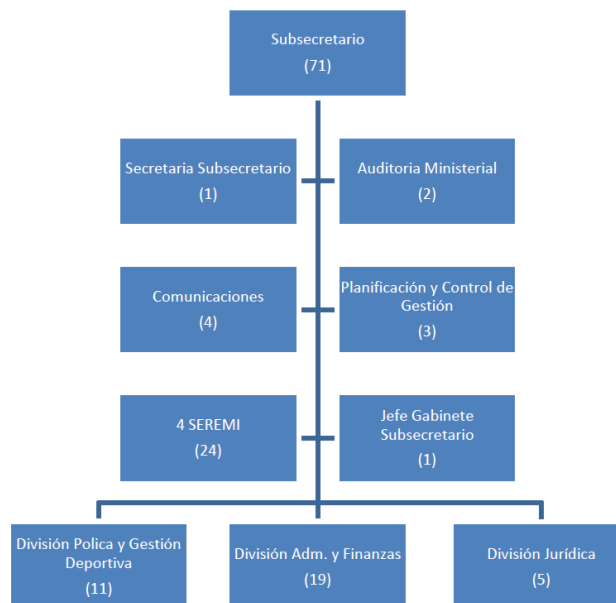 Subsecretario
(71)
Secretaria Subsecretario
(1)
Auditoria Ministerial
(2)
Comunicaciones
(4)
Planificación y Control de
Gestión
(3)
4 SEREMI
(24)
Jefe Gabinete
Subsecretario
(1)
División Polica y Gestión
Deportiva
(11)
División Adm. y Finanzas
(19)
División Jurídica
(5)